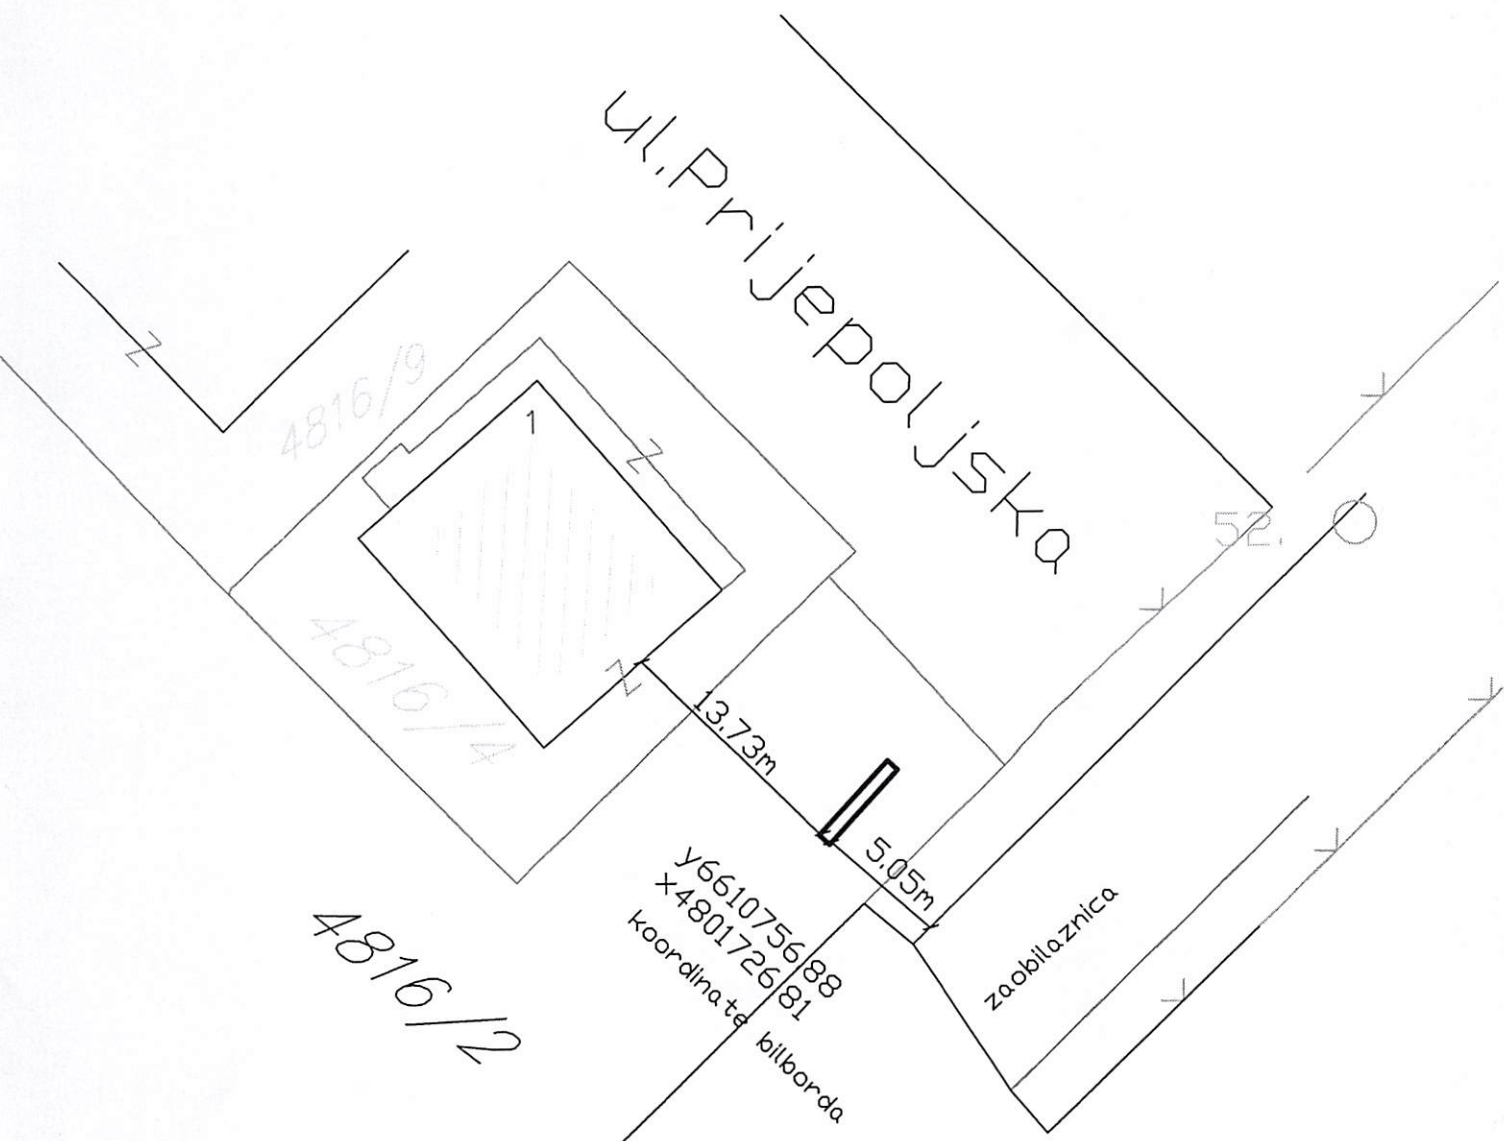 ul.Prijepoljska
4816/9
1
52.
4816/4
13.73m
5.05m
y6610756 88
x4801726 81
koordinate bilborda
zaobilaznica
4816/2